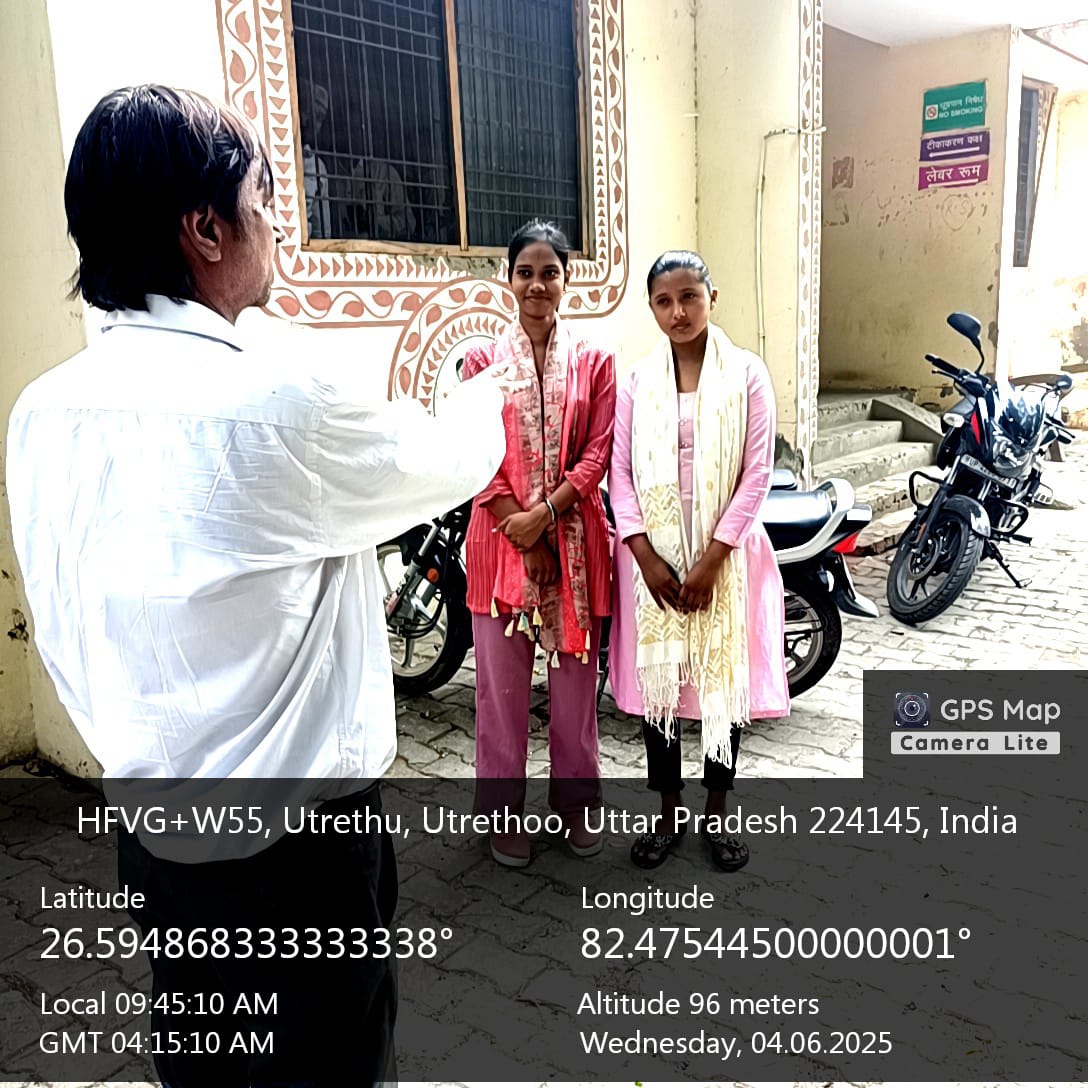 धूम्रपान निषेध
NO SMOKING
टीकाकरण कक्ष
लेबर रूम
GPS Map
Camera Lite
HFVG+W55, Utrethu, Utrethoo, Uttar Pradesh 224145, India
Latitude
26.594868333333338°
Longitude
82.47544500000001°
Local 09:45:10 AM
GMT 04:15:10 AM
Altitude 96 meters
Wednesday, 04.06.2025